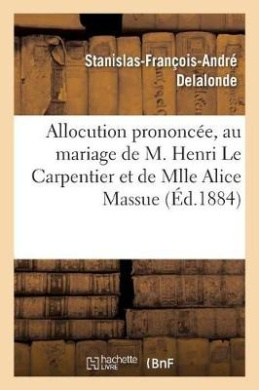 Stanislas-François-André
Delalonde
Allocution prononcée, au mariage de M. Henri Le Carpentier et de Mlle Alice Massue (Éd.1884)
hachette
LIVRE
{BnF